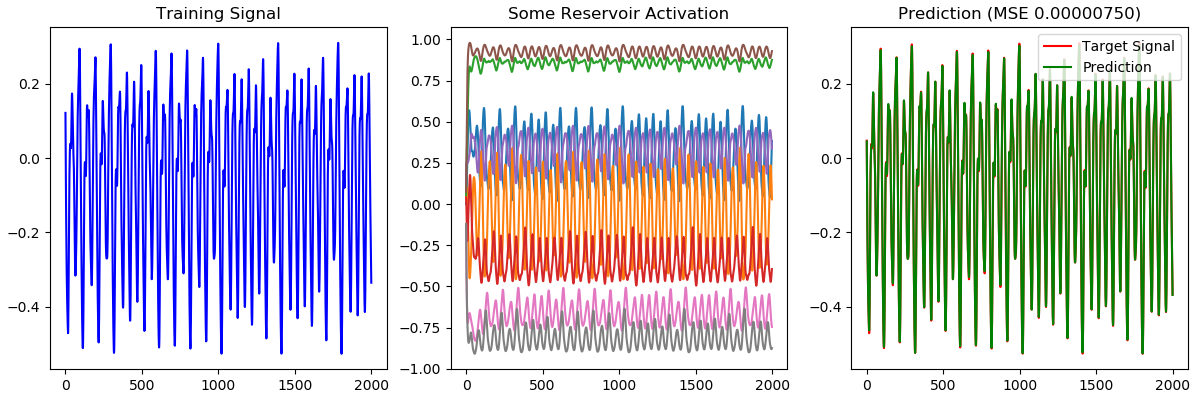 Training Signal
0.2
0.0
−0.2
−0.4
0 500 1000 1500 2000
Some Reservoir Activation
1.00
0.75
0.50
0.25
0.00
−0.25
−0.50
−0.75
−1.00
0 500 1000 1500 2000
Prediction (MSE 0.00000750)
Target Signal
Prediction
0.2
0.0
−0.2
−0.4
0 500 1000 1500 2000